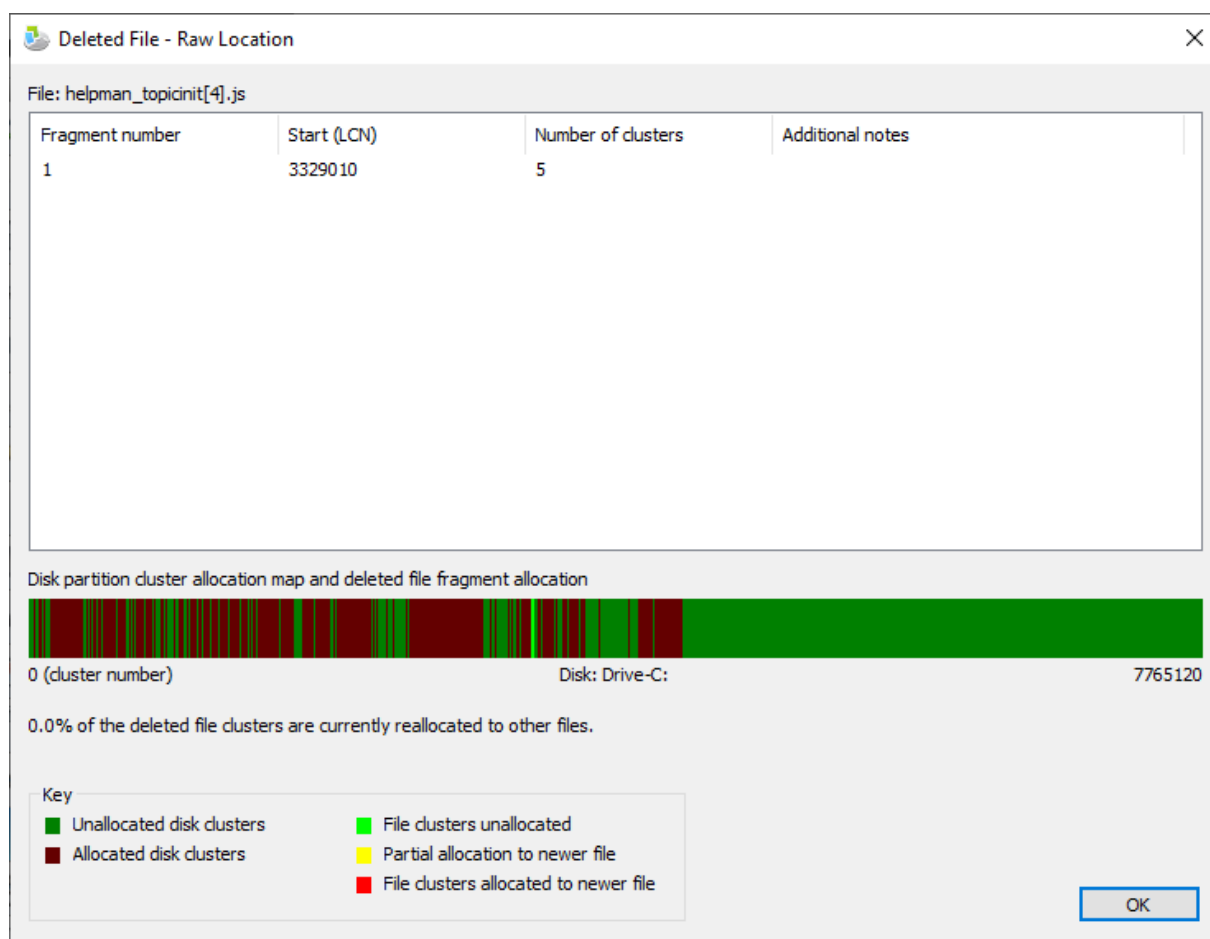 Deleted File - Raw Location
File: helpman_topicinit[4].js
Fragment number Start (LCN) Number of clusters Additional notes
1 3329010 5
Disk partition cluster allocation map and deleted file fragment allocation
0 (cluster number) Disk: Drive-C: 7765120
0.0% of the deleted file clusters are currently reallocated to other files.
Key
Unallocated disk clusters File clusters unallocated
Allocated disk clusters Partial allocation to newer file
File clusters allocated to newer file
OK